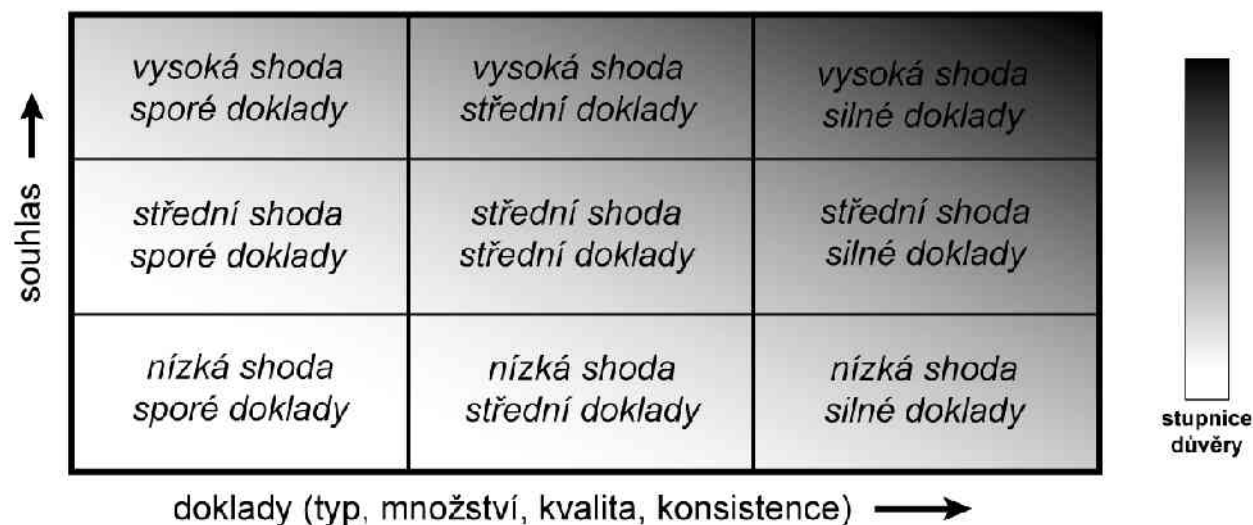 vysoká shoda
sporé doklady
vysoká shoda
střední doklady
vysoká shoda
silné doklady
souhlas
střední shoda
sporé doklady
střední shoda
střední doklady
střední shoda
silné doklady
nízká shoda
sporé doklady
nízká shoda
střední doklady
nízká shoda
silné doklady
stupnice
důvěry
doklady (typ, množství, kvalita, konsistence)